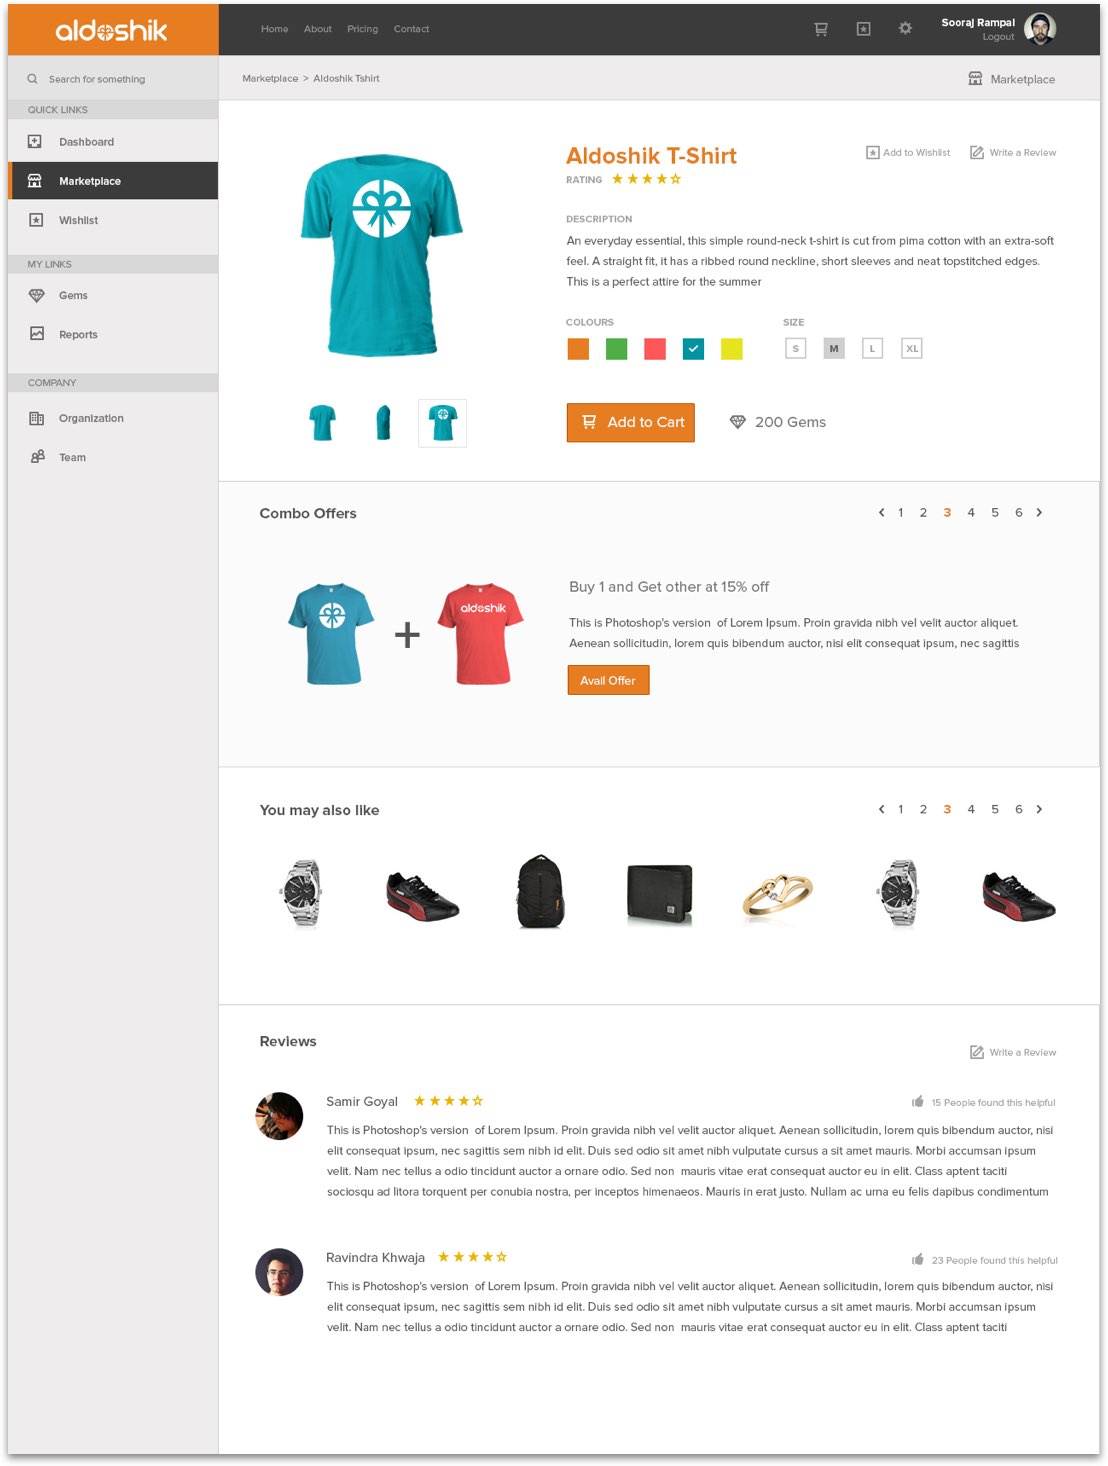 aldoshik
Home About Pricing Contact
Sooraj Rampal
Logout
Search for something
Marketplace > Aldoshik Tshirt
Marketplace
QUICK LINKS
Dashboard
Marketplace
Wishlist
MY LINKS
Gems
Reports
COMPANY
Organization
Team
Aldoshik T-Shirt
Add to Wishlist
Write a Review
RATING
DESCRIPTION
An everyday essential, this simple round-neck t-shirt is cut from pima cotton with an extra-soft
feel. A straight fit, it has a ribbed round neckline, short sleeves and neat topstitched edges.
This is a perfect attire for the summer
COLOURS
SIZE
S M L XL
Add to Cart
200 Gems
Combo Offers
< 1 2 3 4 5 6 >
aldoshik
+
Buy 1 and Get other at 15% off
This is Photoshop's version of Lorem Ipsum. Proin gravida nibh vel velit auctor aliquet.
Aenean sollicitudin, lorem quis bibendum auctor, nisi elit consequat ipsum, nec sagittis
Avail Offer
You may also like
< 1 2 3 4 5 6 >
Reviews
Write a Review
Samir Goyal
15 People found this helpful
This is Photoshop's version of Lorem Ipsum. Proin gravida nibh vel velit auctor aliquet. Aenean sollicitudin, lorem quis bibendum auctor, nisi
elit consequat ipsum, nec sagittis sem nibh id elit. Duis sed odio sit amet nibh vulputate cursus a sit amet mauris. Morbi accumsan ipsum
velit. Nam nec tellus a odio tincidunt auctor a ornare odio. Sed non mauris vitae erat consequat auctor eu in elit. Class aptent taciti
sociosqu ad litora torquent per conubia nostra, per inceptos himenaeos. Mauris in erat justo. Nullam ac urna eu felis dapibus condimentum
Ravindra Khwaja
23 People found this helpful
This is Photoshop's version of Lorem Ipsum. Proin gravida nibh vel velit auctor aliquet. Aenean sollicitudin, lorem quis bibendum auctor, nisi
elit consequat ipsum, nec sagittis sem nibh id elit. Duis sed odio sit amet nibh vulputate cursus a sit amet mauris. Morbi accumsan ipsum
velit. Nam nec tellus a odio tincidunt auctor a ornare odio. Sed non mauris vitae erat consequat auctor eu in elit. Class aptent taciti